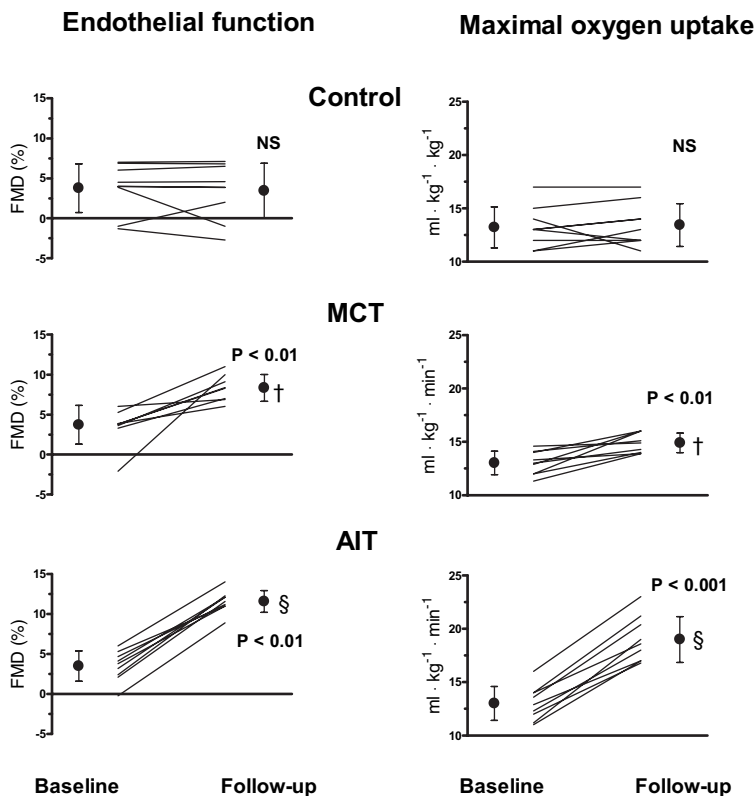 Endothelial function
Maximal oxygen uptake
Control
15
10
5
0
-5
FMD (%)
NS
25
20
15
10
ml · kg⁻¹ · kg⁻¹
NS
MCT
15
10
5
0
-5
FMD (%)
P < 0.01
†
25
20
15
10
ml · kg⁻¹ · min⁻¹
P < 0.01
†
AIT
15
10
5
0
-5
FMD (%)
§
P < 0.01
25
20
15
10
ml · kg⁻¹ · min⁻¹
P < 0.001
§
Baseline
Follow-up
Baseline
Follow-up